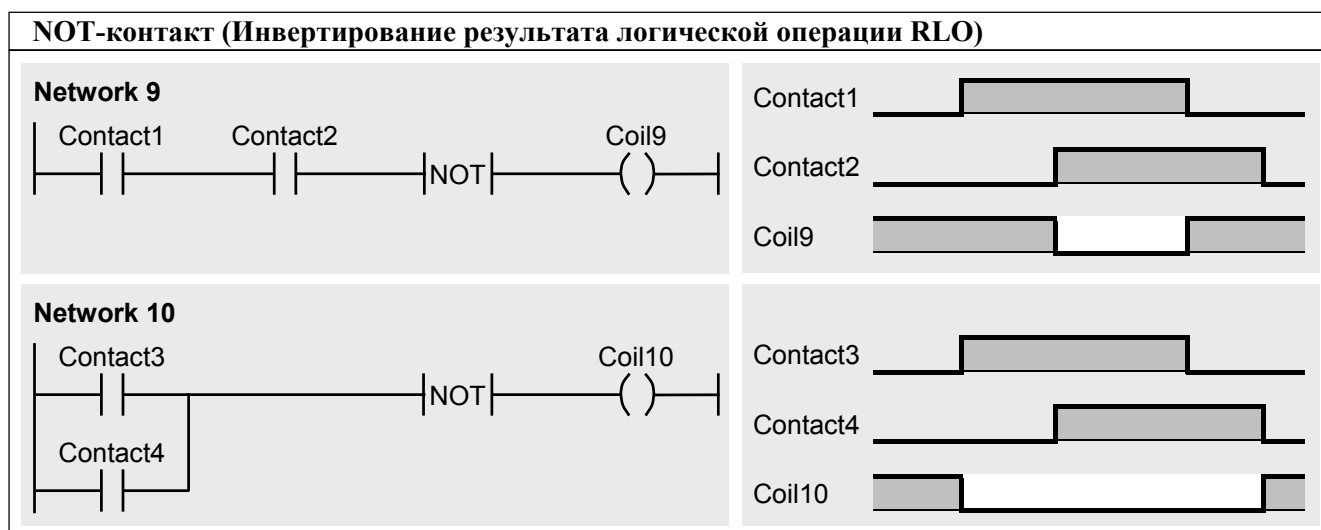 NOT-контакт (Инвертирование результата логической операции RLO)
Network 9
Contact1 Contact2 Coil9
NOT
Contact1
Contact2
Coil9
Network 10
Contact3 Coil10
NOT
Contact4
Contact3
Contact4
Coil10